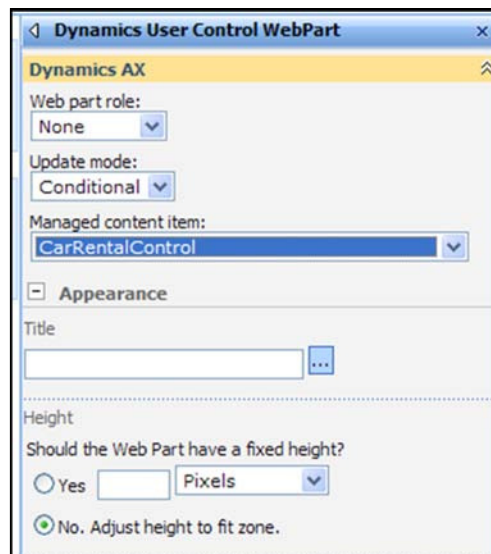 Dynamics User Control WebPart
Dynamics AX
Web part role:
None
Update mode:
Conditional
Managed content item:
CarRentalControl
Appearance
Title
...
Height
Should the Web Part have a fixed height?
Yes Pixels
No. Adjust height to fit zone.